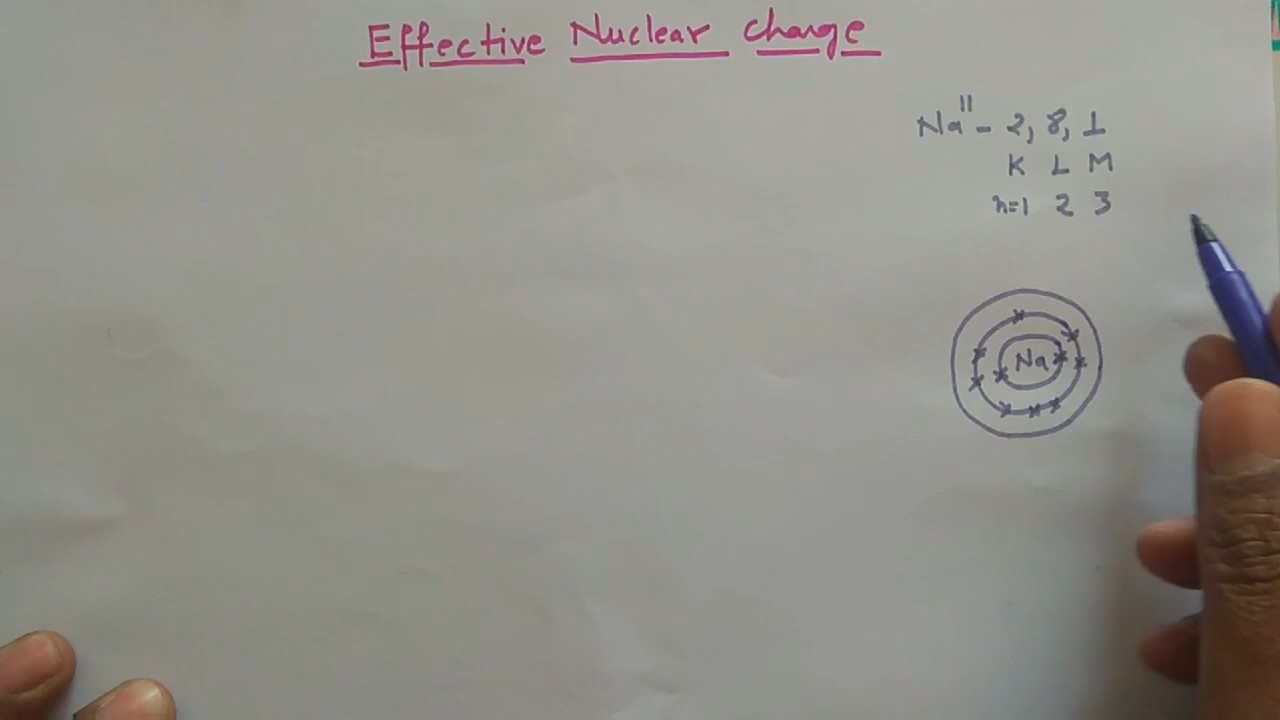 Effective Nuclear Charge
Na¹¹ - 2, 8, 1
K L M
n=1 2 3
Na